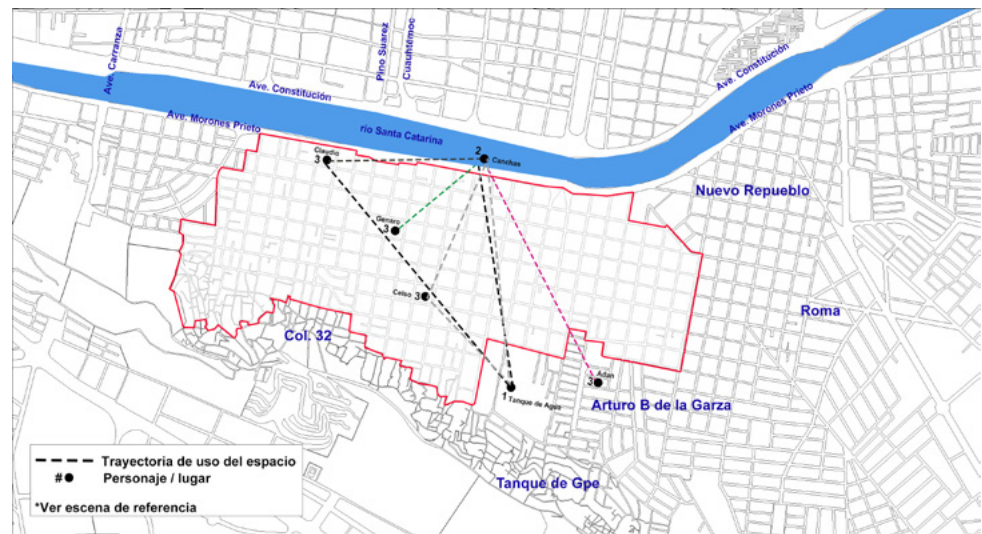 Ave. Carranza
Pino Suarez
Cuauhtémoc
Ave. Constitución
Ave. Constitución
Ave. Morones Prieto
Ave. Morones Prieto
río Santa Catarina
Claudio
3
2
Canchas
Nuevo Repueblo
Genaro
3
Celso
3
Roma
Col. 32
Adan
3
1
Tanque de Agua
Arturo B de la Garza
Tanque de Gpe
Trayectoria de uso del espacio
# Personaje / lugar
*Ver escena de referencia